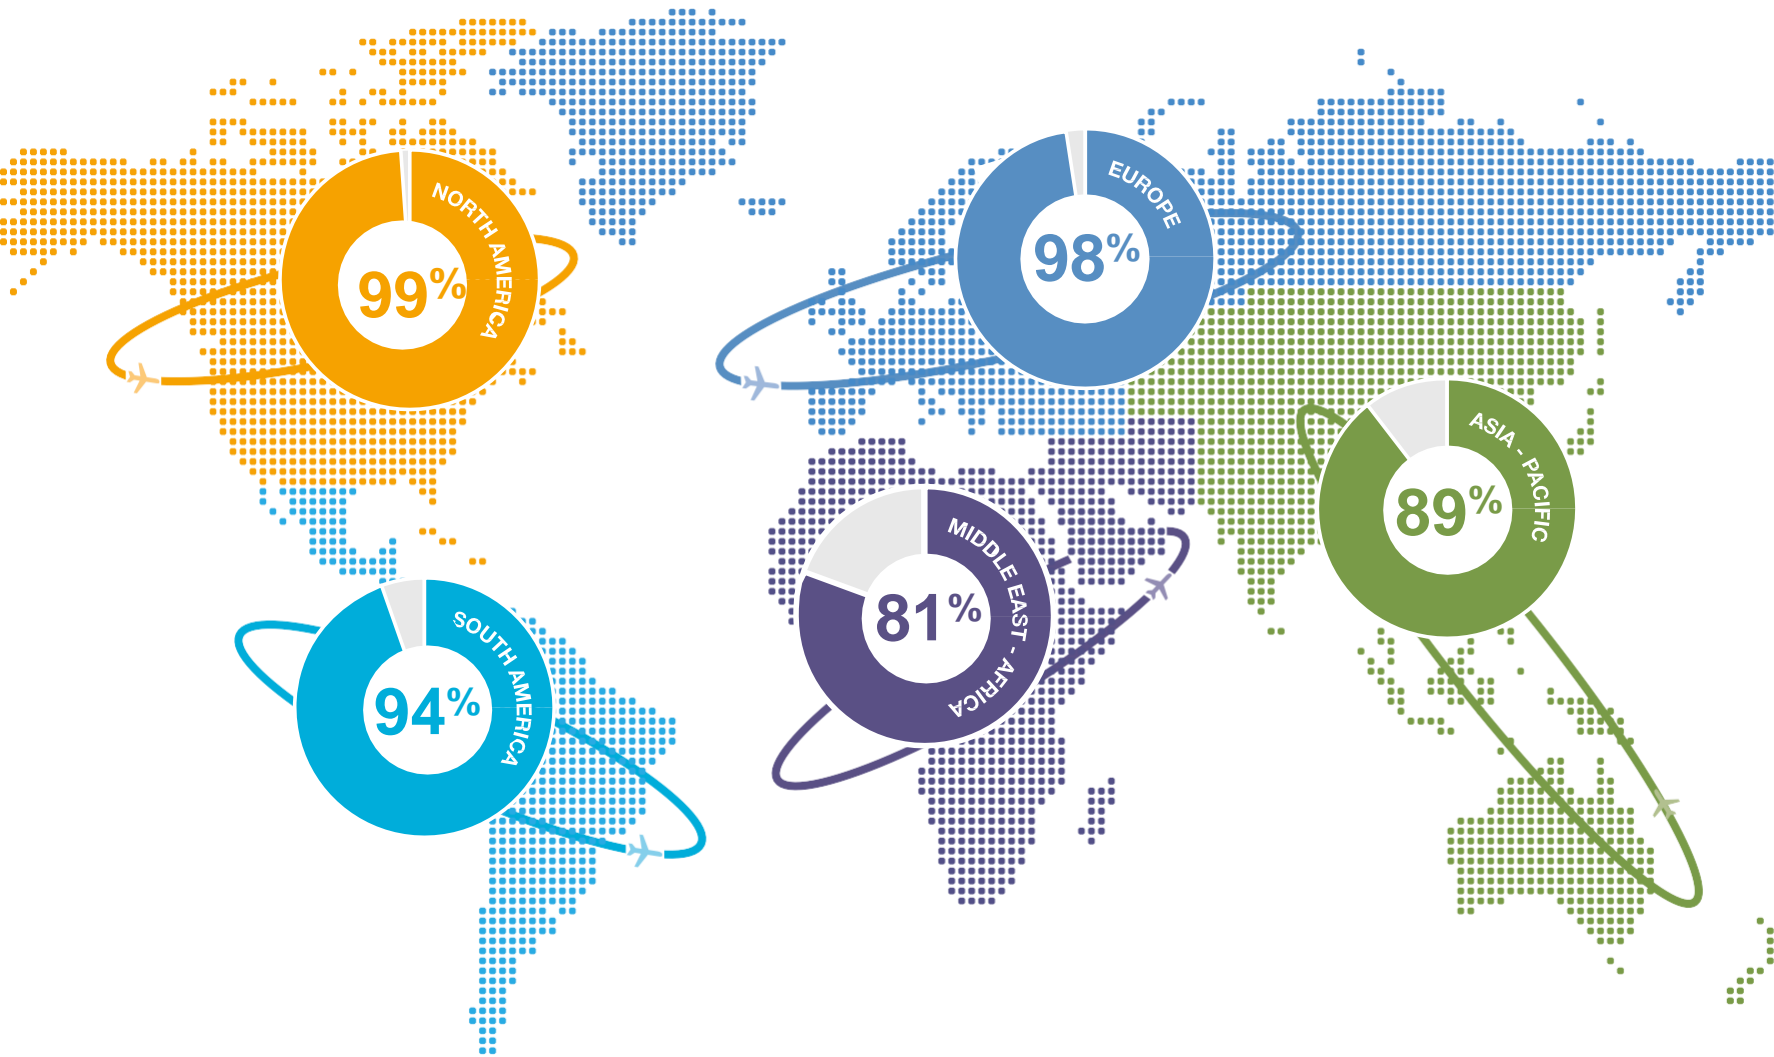 NORTH AMERICA
99%
EUROPE
98%
ASIA - PACIFIC
89%
MIDDLE EAST - AFRICA
81%
SOUTH AMERICA
94%